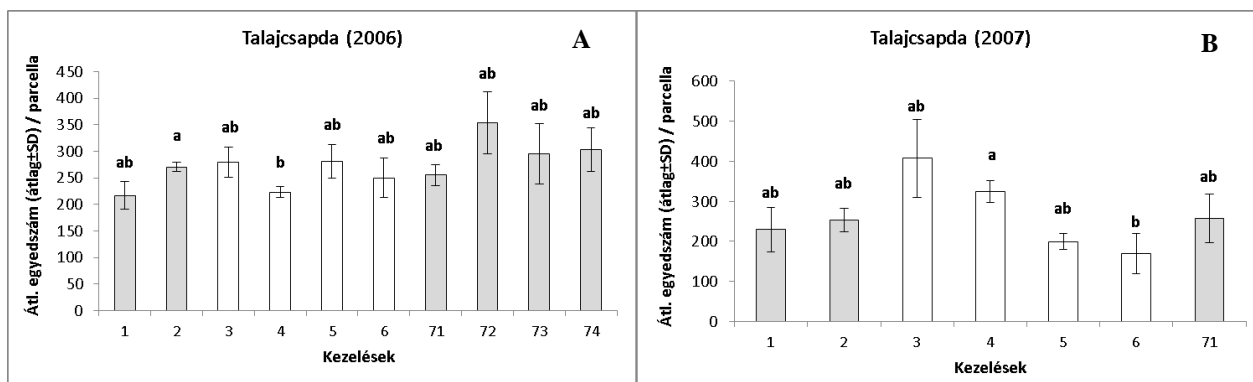 Talajcsapda (2006)
A
Átl. egyedszám (átlag±SD) / parcella
450
400
350
300
250
200
150
100
50
0
ab
a
ab
b
ab
ab
ab
ab
ab
ab
1 2 3 4 5 6 71 72 73 74
Kezelések
Talajcsapda (2007)
B
Átl. egyedszám (átlag±SD) / parcella
600
500
400
300
200
100
0
ab
ab
ab
a
ab
b
ab
1 2 3 4 5 6 71
Kezelések